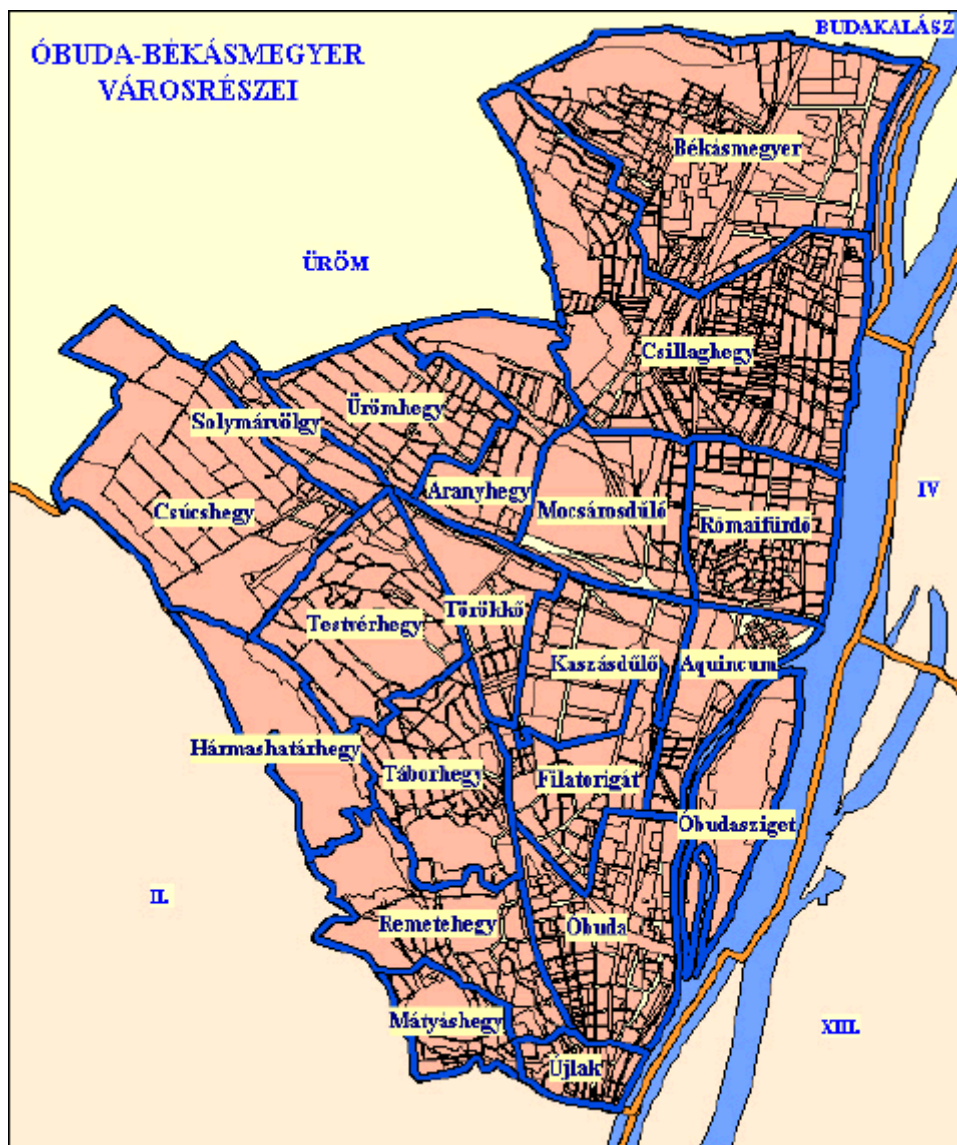 BUDAKALÁSZ
ÓBUDA-BÉKÁSMEGYER
VÁROSRÉSZEI
Békásmegyer
ÜRÖM
Csillaghegy
Ürömhegy
Solymárvölgy
Aranyhegy
IV
Csúcshegy
Mocsárosdűlő
Rómaifürdő
Testvérhegy
Törökkő
Kaszásdűlő
Aquincum
Hármashatárhegy
Táborhegy
Filatorigát
Óbudasziget
II.
Remetehegy
Óbuda
Mátyáshegy
XIII.
Újlak